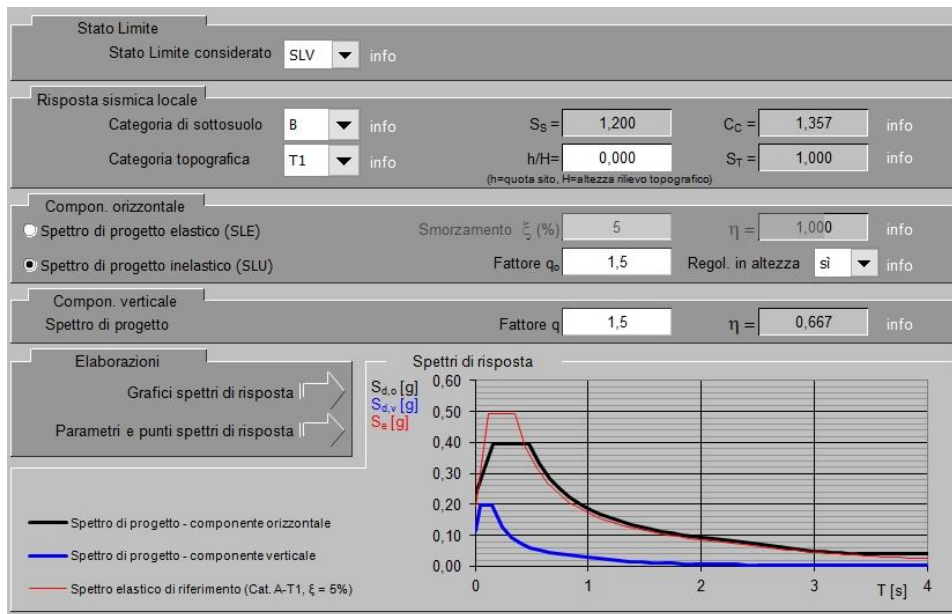 Stato Limite
Stato Limite considerato SLV info
Risposta sismica locale
Categoria di sottosuolo B info S_S = 1,200 C_C = 1,357 info
Categoria topografica T1 info h/H= 0,000 S_T = 1,000 info
(h=quota sito, H=altezza rilievo topografico)
Compon. orizzontale
Spettro di progetto elastico (SLE) Smorzamento ξ (%) 5 η = 1,000 info
Spettro di progetto inelastico (SLU) Fattore q_o 1,5 Regol. in altezza sì info
Compon. verticale
Spettro di progetto Fattore q 1,5 η = 0,667 info
Elaborazioni
Grafici spettri di risposta
Parametri e punti spettri di risposta
Spettri di risposta
S_d,o [g]
S_d,v [g]
S_e [g]
0,60
0,50
0,40
0,30
0,20
0,10
0,00
0 1 2 3 T [s] 4
Spettro di progetto - componente orizzontale
Spettro di progetto - componente verticale
Spettro elastico di riferimento (Cat. A-T1, ξ = 5%)